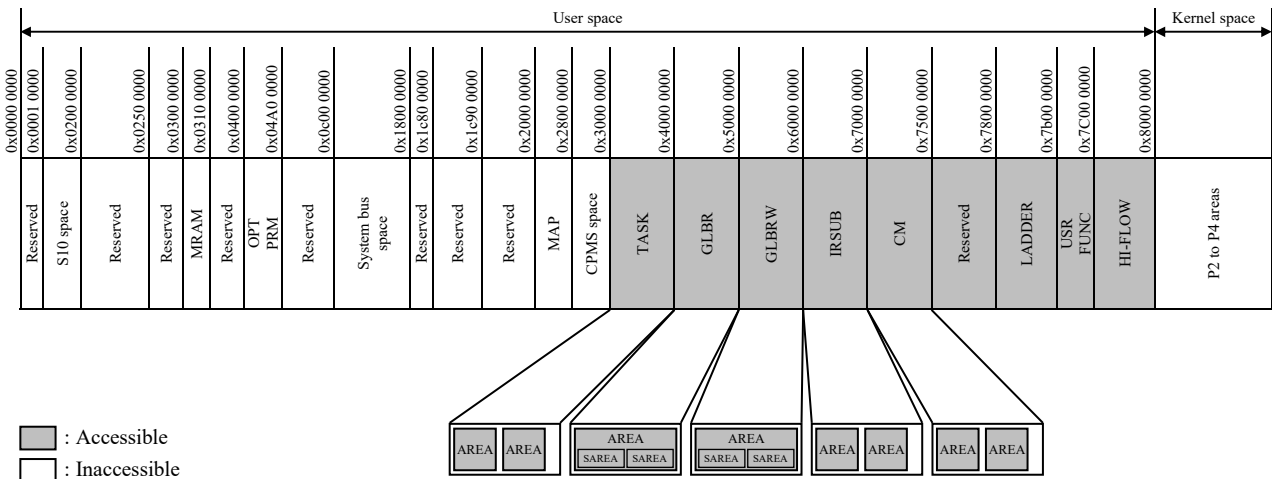 User space
Kernel space
0x0000 0000
0x0001 0000
0x0200 0000
0x0250 0000
0x0300 0000
0x0310 0000
0x0400 0000
0x04A0 0000
0x0c00 0000
0x1800 0000
0x1c80 0000
0x1c90 0000
0x2000 0000
0x2800 0000
0x3000 0000
0x4000 0000
0x5000 0000
0x6000 0000
0x7000 0000
0x7500 0000
0x7800 0000
0x7b00 0000
0x7C00 0000
0x8000 0000
Reserved
S10 space
Reserved
Reserved
MRAM
Reserved
OPT
PRM
Reserved
System bus
space
Reserved
Reserved
Reserved
MAP
CPMS space
TASK
GLBR
GLBRW
IRSUB
CM
Reserved
LADDER
USR
FUNC
HI-FLOW
P2 to P4 areas
AREA AREA
AREA
SAREA SAREA
AREA
SAREA SAREA
AREA AREA
AREA AREA
: Accessible
: Inaccessible